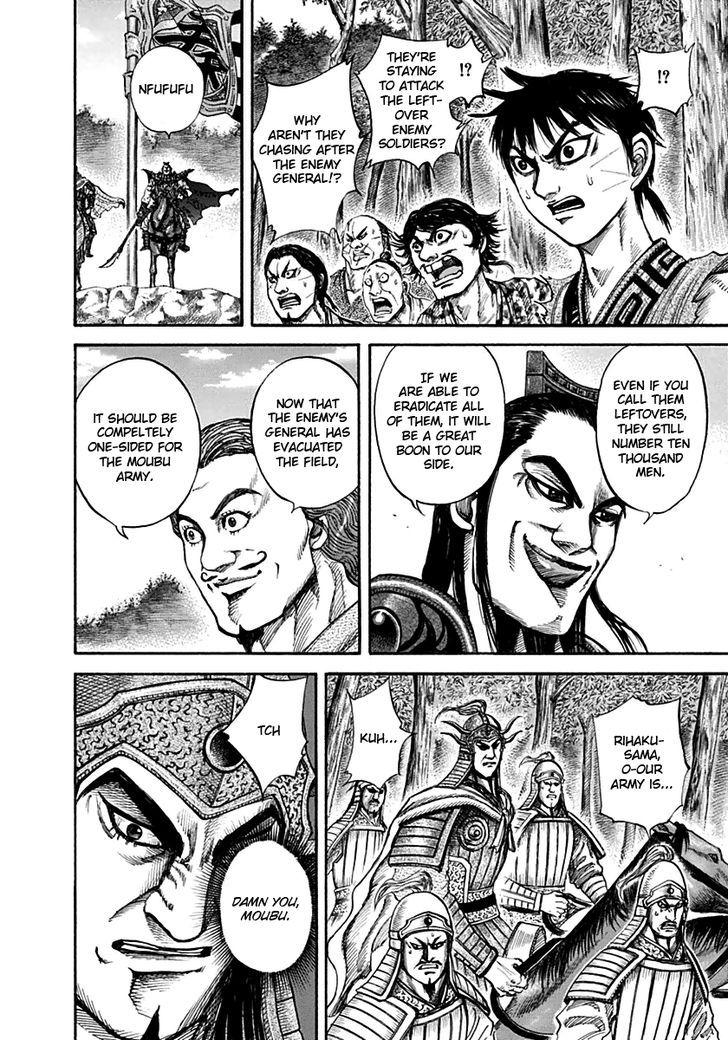 !?
THEY'RE
STAYING
TO ATTACK
THE LEFT-
OVER
ENEMY
SOLDIERS?
!?
WHY
AREN'T THEY
CHASING AFTER
THE ENEMY
GENERAL!?
NFUFUFU
EVEN IF YOU
CALL THEM
LEFTOVERS,
THEY STILL
NUMBER TEN
THOUSAND
MEN.
IF WE
ARE ABLE TO
ERADICATE ALL
OF THEM, IT WILL
BE A GREAT
BOON TO OUR
SIDE.
NOW THAT
THE ENEMY'S
GENERAL HAS
EVACUATED
THE FIELD,
IT SHOULD BE
COMPELTELY
ONE-SIDED FOR
THE MOUBU
ARMY.
RIHAKU-
SAMA,
O-OUR
ARMY IS...
KUH...
TCH
DAMN YOU,
MOUBU.